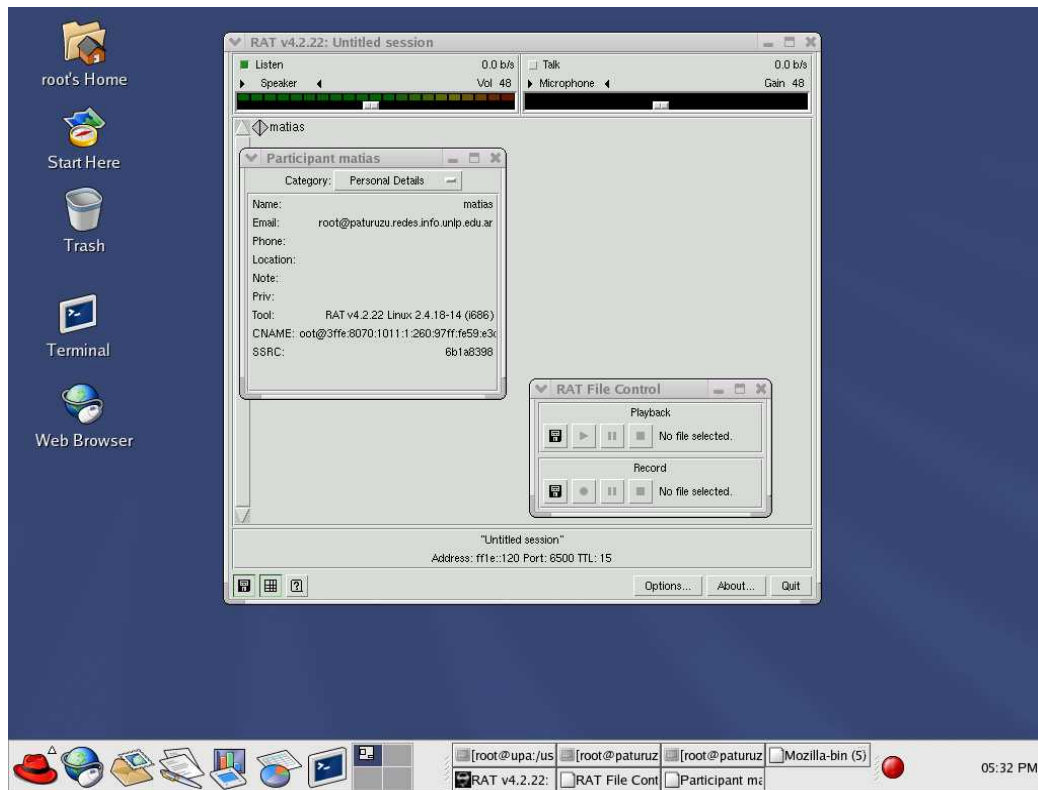 root's Home
Start Here
Trash
Terminal
Web Browser
RAT v4.2.22: Untitled session
Listen 0.0 b/s
Speaker Vol 48
Talk 0.0 b/s
Microphone Gain 48
matias
Participant matias
Category: Personal Details
Name: matias
Email: root@paturuzu.redes.info.unlp.edu.ar
Phone:
Location:
Note:
Priv:
Tool: RAT v4.2.22 Linux 2.4.18-14 (i686)
CNAME: oot@3ffe:8070:1011:1:260:97ff:fe59:e3c
SSRC: 6b1a8398
RAT File Control
Playback
No file selected.
Record
No file selected.
"Untitled session"
Address: ff1e::120 Port: 6500 TTL: 15
Options... About... Quit
[root@upa:/us [root@paturuz [root@paturuz Mozilla-bin (5)
RAT v4.2.22: RAT File Cont Participant ma
05:32 PM